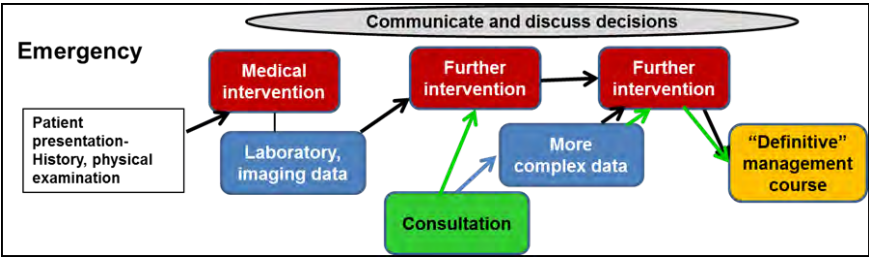 Communicate and discuss decisions
Emergency
Medical
intervention
Further
intervention
Further
intervention
Patient
presentation-
History, physical
examination
Laboratory,
imaging data
More
complex data
“Definitive”
management
course
Consultation